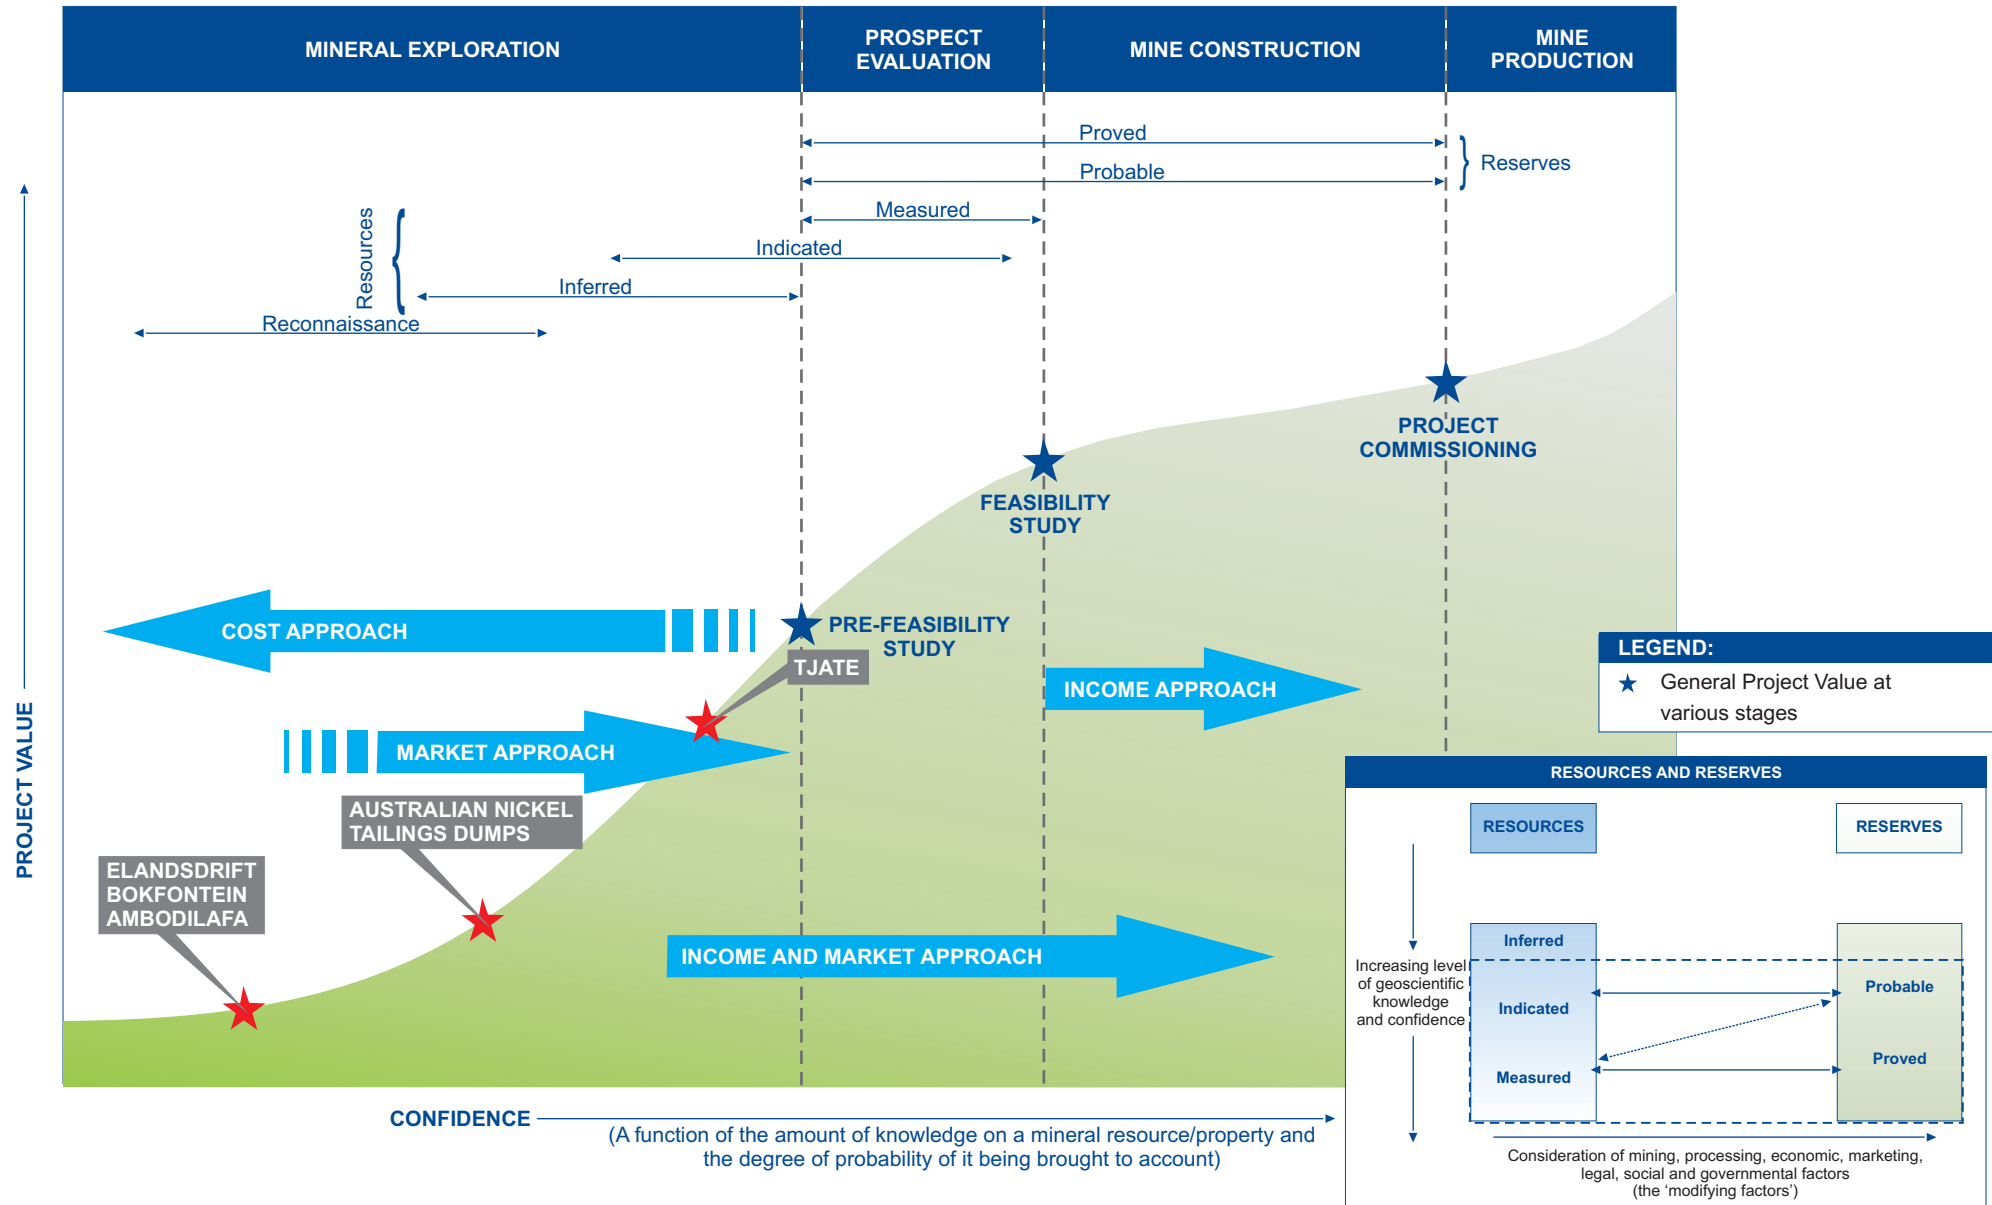 MINERAL EXPLORATION
PROSPECT
EVALUATION
MINE CONSTRUCTION
MINE
PRODUCTION
Proved
Probable
Reserves
Measured
Indicated
Inferred
Resources
Reconnaissance
PROJECT
COMMISSIONING
FEASIBILITY
STUDY
PRE-FEASIBILITY
STUDY
COST APPROACH
TJATE
INCOME APPROACH
MARKET APPROACH
AUSTRALIAN NICKEL
TAILINGS DUMPS
ELANDSDRIFT
BOKFONTEIN
AMBODILAFA
INCOME AND MARKET APPROACH
PROJECT VALUE
CONFIDENCE
(A function of the amount of knowledge on a mineral resource/property and
the degree of probability of it being brought to account)
LEGEND:
General Project Value at
various stages
RESOURCES AND RESERVES
RESOURCES
RESERVES
Increasing level
of geoscientific
knowledge
and confidence
Inferred
Indicated
Measured
Probable
Proved
Consideration of mining, processing, economic, marketing,
legal, social and governmental factors
(the ‘modifying factors’)